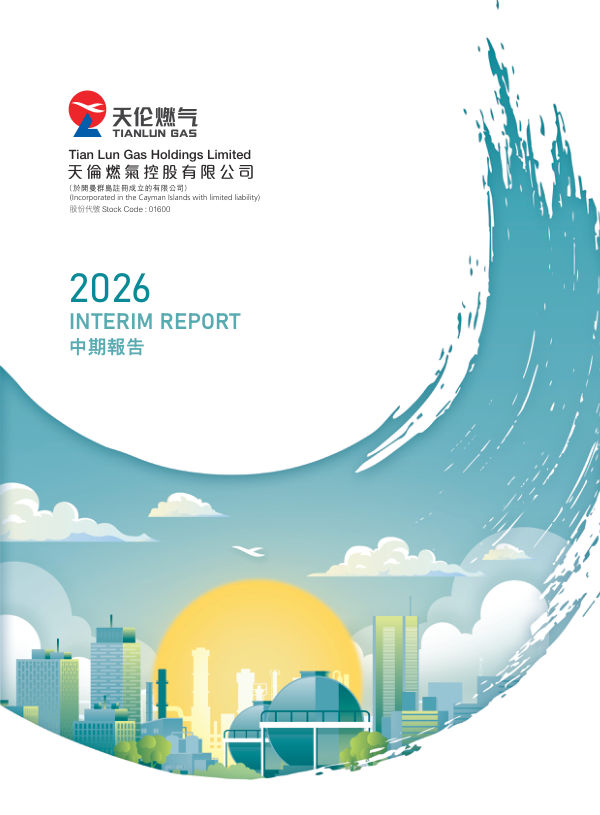 天伦燃气
TIANLUN GAS
Tian Lun Gas Holdings Limited
天倫燃氣控股有限公司
(於開曼群島註冊成立的有限公司)
(Incorporated in the Cayman Islands with limited liability)
股份代號 Stock Code : 01600
2026
INTERIM REPORT
中期報告